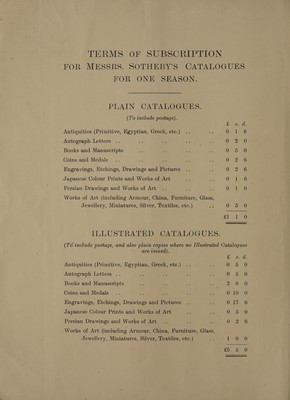 TERMS OF SUBSCRIPTION
FOR MESSRS. SOTHEBY'S CATALOGUES
FOR ONE SEASON.
PLAIN CATALOGUES.
(To include postage).
£ s. d.
Antiquities (Primitive, Egyptian, Greek, etc.) .. .. 0 1 0
Autograph Letters .. .. .. .. .. 0 2 0
Books and Manuscripts .. .. .. .. 0 5 0
Coins and Medals .. .. .. .. .. 0 2 6
Engravings, Etchings, Drawings and Pictures .. .. 0 2 6
Japanese Colour Prints and Works of Art .. .. 0 1 6
Persian Drawings and Works of Art .. .. .. 0 1 0
Works of Art (including Armour, China, Furniture, Glass,
Jewellery, Miniatures, Silver, Textiles, etc.) .. 0 5 0
£1 1 0
ILLUSTRATED CATALOGUES.
(To include postage, and also plain copies where no Illustrated Catalogues
are issued).
£ s. d.
Antiquities (Primitive, Egyptian, Greek, etc.) .. .. 0 5 0
Autograph Letters .. .. .. .. .. 0 5 0
Books and Manuscripts .. .. .. .. 2 0 0
Coins and Medals .. .. .. .. .. 0 10 0
Engravings, Etchings, Drawings and Pictures .. .. 0 17 6
Japanese Colour Prints and Works of Art .. .. 0 5 0
Persian Drawings and Works of Art .. .. .. 0 2 6
Works of Art (including Armour, China, Furniture, Glass,
Jewellery, Miniatures, Silver, Textiles, etc.) .. 1 0 0
£5 5 0